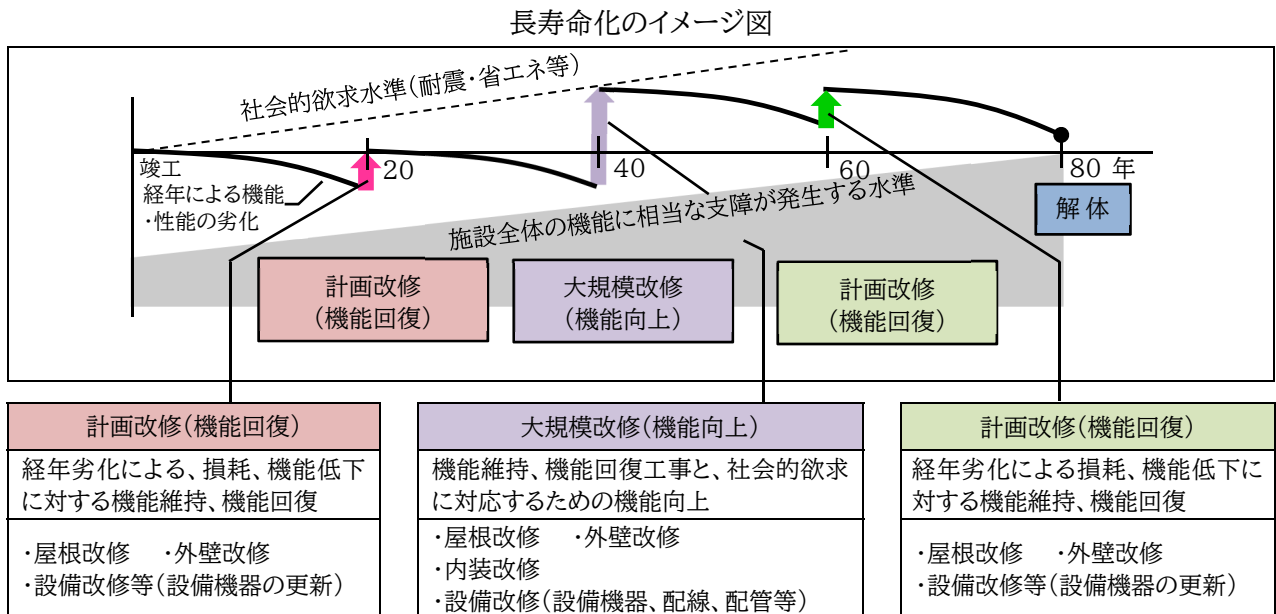 長寿命化のイメージ図
社会的欲求水準(耐震・省エネ等)
竣工
経年による機能
・性能の劣化
20
40
60
80 年
施設全体の機能に相当な支障が発生する水準
解 体
計画改修
(機能回復)
大規模改修
(機能向上)
計画改修
(機能回復)
計画改修(機能回復)
経年劣化による、損耗、機能低下
に対する機能維持、機能回復
・屋根改修 ・外壁改修
・設備改修等(設備機器の更新)
大規模改修(機能向上)
機能維持、機能回復工事と、社会的欲求
に対応するための機能向上
・屋根改修 ・外壁改修
・内装改修
・設備改修(設備機器、配線、配管等)
計画改修(機能回復)
経年劣化による損耗、機能低下に
対する機能維持、機能回復
・屋根改修 ・外壁改修
・設備改修等(設備機器の更新)